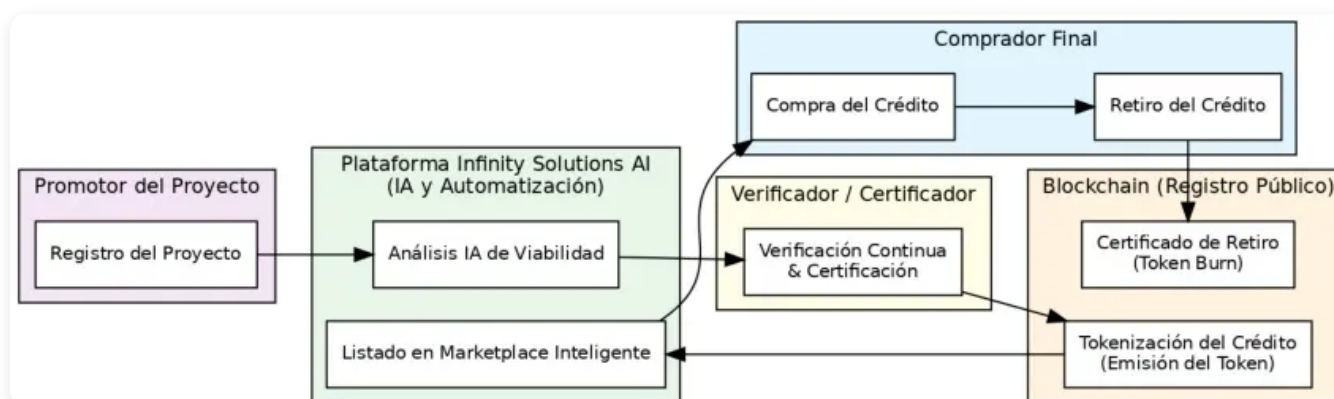 Comprador Final
Compra del Crédito
Retiro del Crédito
Promotor del Proyecto
Registro del Proyecto
Plataforma Infinity Solutions AI
(IA y Automatización)
Análisis IA de Viabilidad
Listado en Marketplace Inteligente
Verificador / Certificador
Verificación Continua
& Certificación
Blockchain (Registro Público)
Certificado de Retiro
(Token Burn)
Tokenización del Crédito
(Emisión del Token)